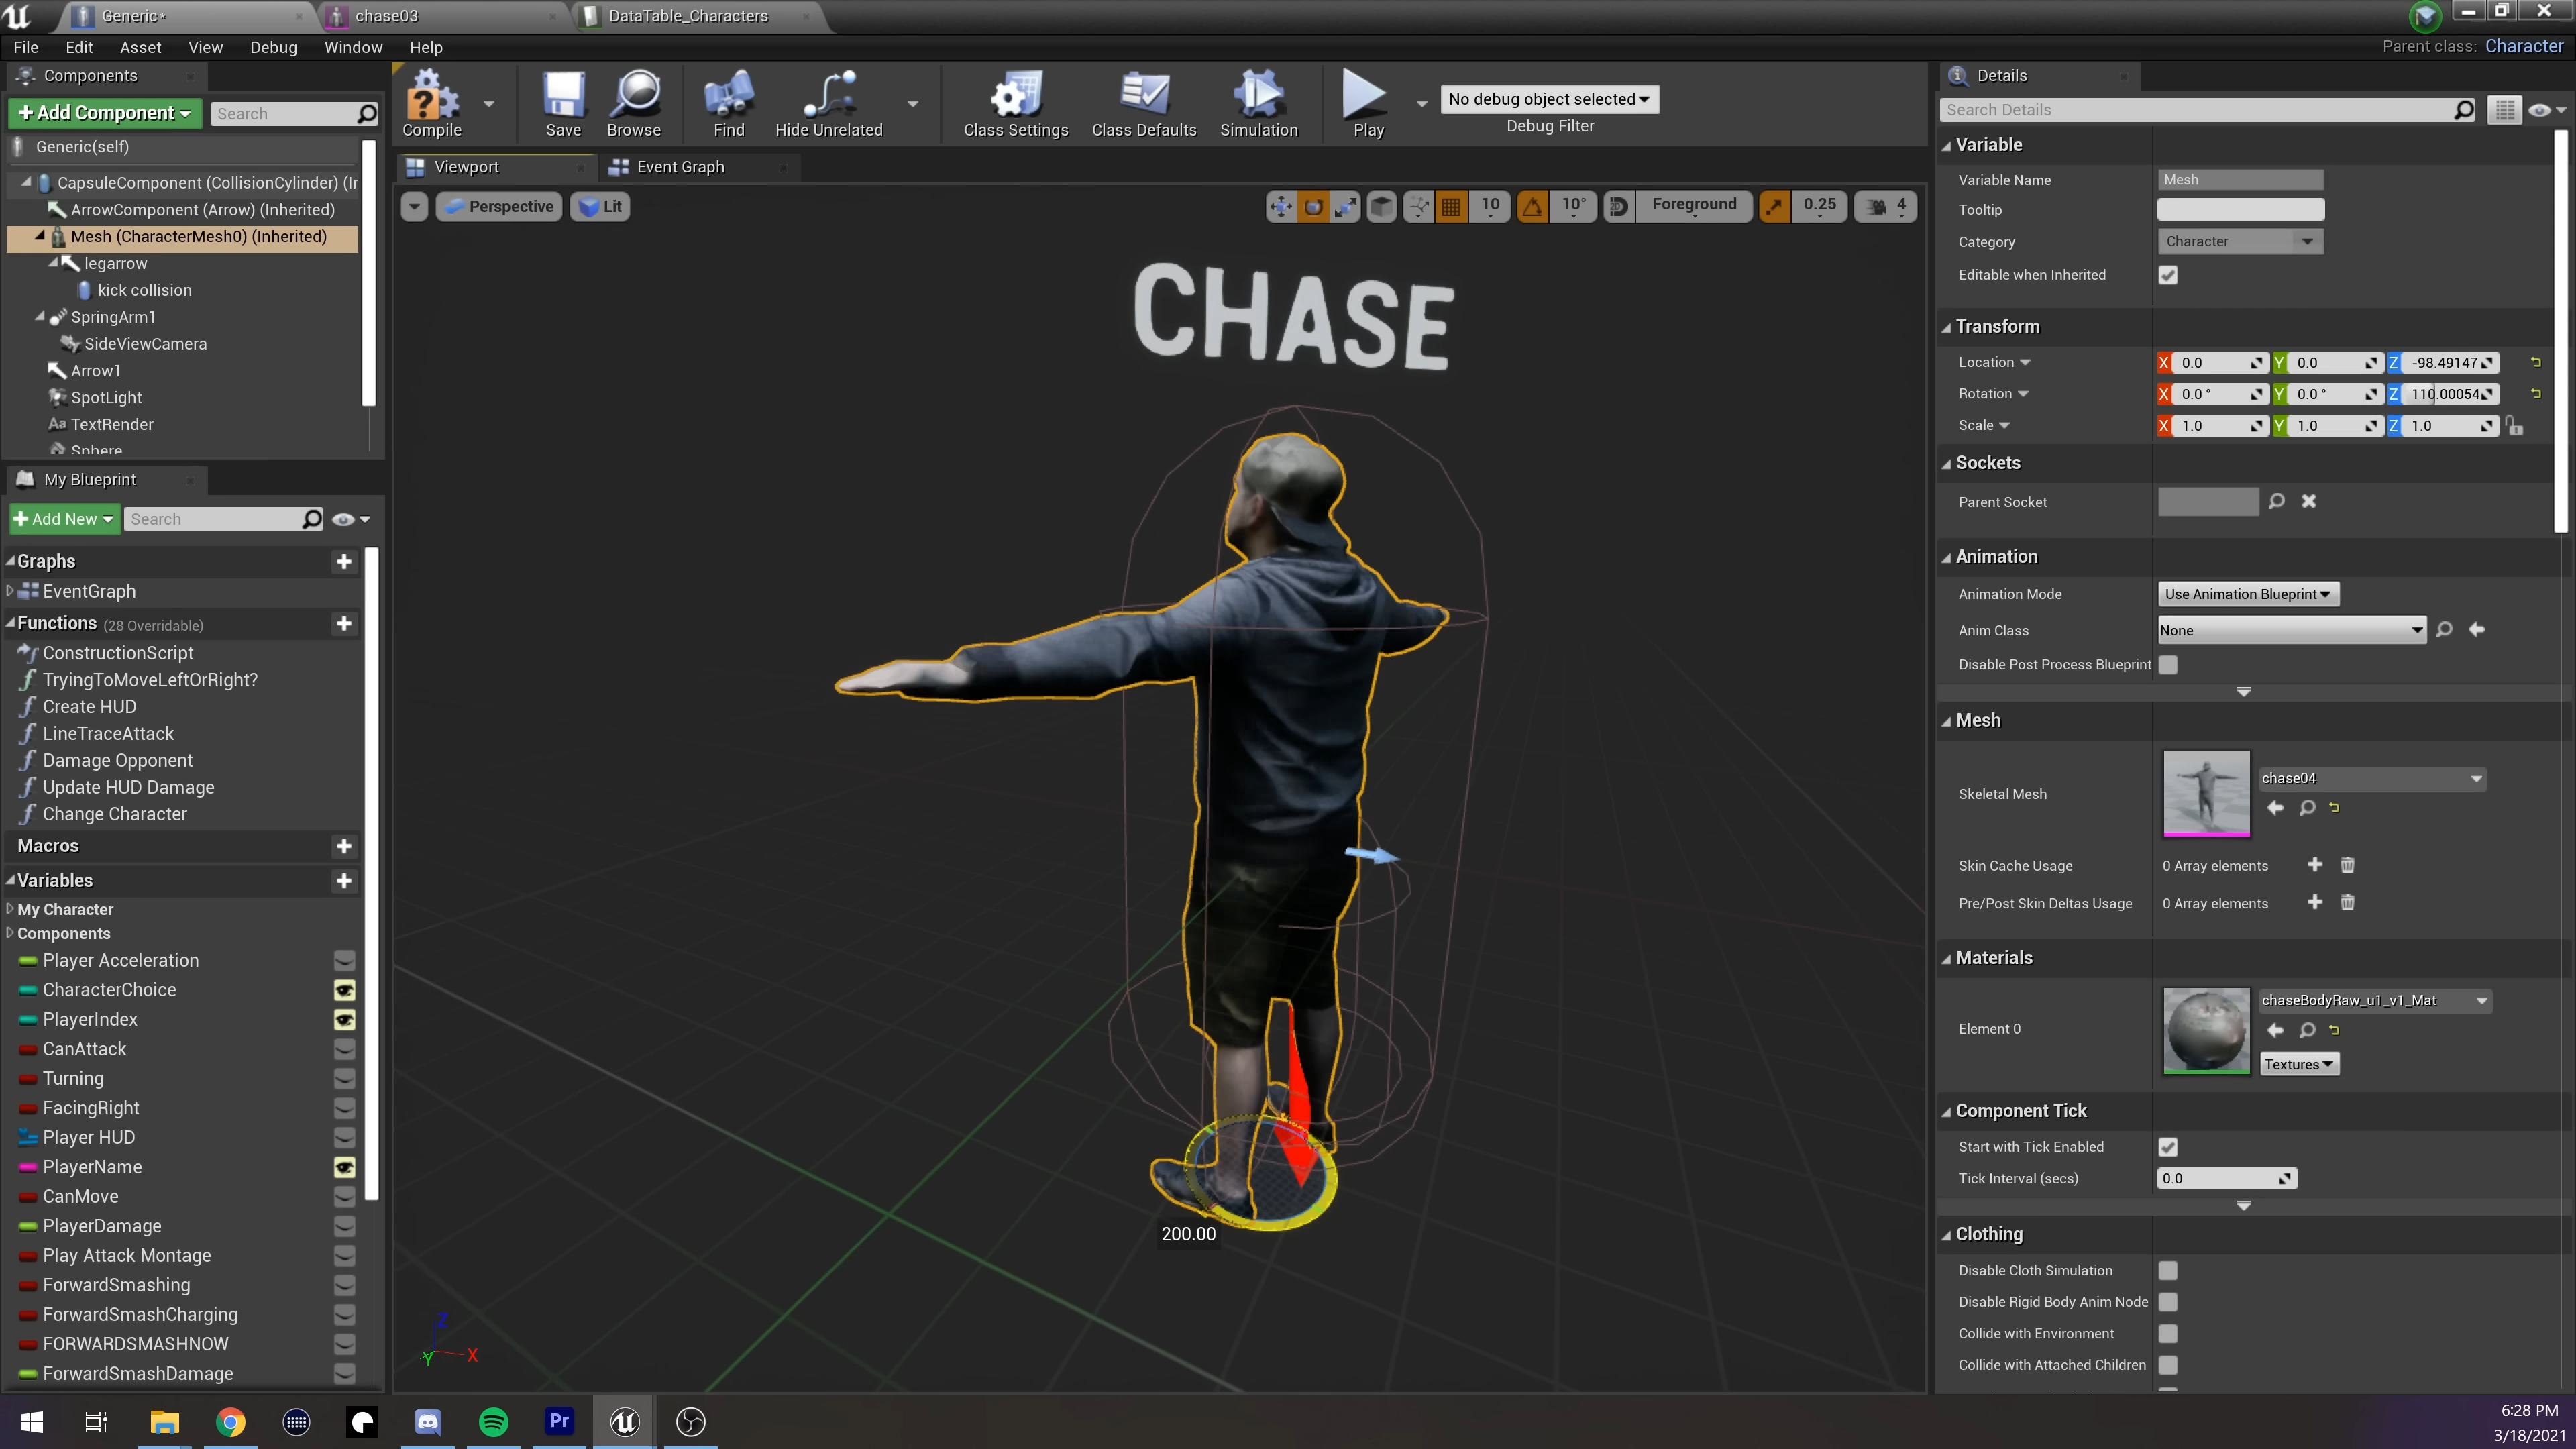 Generic*
chase03
DataTable_Characters
File Edit Asset View Debug Window Help
Parent class: Character
Components
+ Add Component
Search
Generic(self)
CapsuleComponent (CollisionCylinder) (Ir
ArrowComponent (Arrow) (Inherited)
Mesh (CharacterMesh0) (Inherited)
legarrow
kick collision
SpringArm1
SideViewCamera
Arrow1
SpotLight
Aa TextRender
Sphere
My Blueprint
+ Add New
Search
Graphs
EventGraph
Functions (28 Overridable)
ConstructionScript
TryingToMoveLeftOrRight?
Create HUD
LineTraceAttack
Damage Opponent
Update HUD Damage
Change Character
Macros
Variables
My Character
Components
Player Acceleration
CharacterChoice
PlayerIndex
CanAttack
Turning
FacingRight
Player HUD
PlayerName
CanMove
PlayerDamage
Play Attack Montage
ForwardSmashing
ForwardSmashCharging
FORWARDSMASHNOW
ForwardSmashDamage
Compile
Save
Browse
Find
Hide Unrelated
Class Settings
Class Defaults
Simulation
Play
No debug object selected
Debug Filter
Viewport
Event Graph
Perspective
Lit
10
10°
Foreground
0.25
4
CHASE
200.00
Z
Y
X
Details
Search Details
Variable
Variable Name Mesh
Tooltip
Category Character
Editable when Inherited
Transform
Location X 0.0 Y 0.0 Z -98.49147
Rotation X 0.0 ° Y 0.0 ° Z 110.00054
Scale X 1.0 Y 1.0 Z 1.0
Sockets
Parent Socket
Animation
Animation Mode Use Animation Blueprint
Anim Class None
Disable Post Process Blueprint
Mesh
Skeletal Mesh chase04
Skin Cache Usage 0 Array elements
Pre/Post Skin Deltas Usage 0 Array elements
Materials
Element 0 chaseBodyRaw_u1_v1_Mat
Textures
Component Tick
Start with Tick Enabled
Tick Interval (secs) 0.0
Clothing
Disable Cloth Simulation
Disable Rigid Body Anim Node
Collide with Environment
Collide with Attached Children
Pr
6:28 PM
3/18/2021